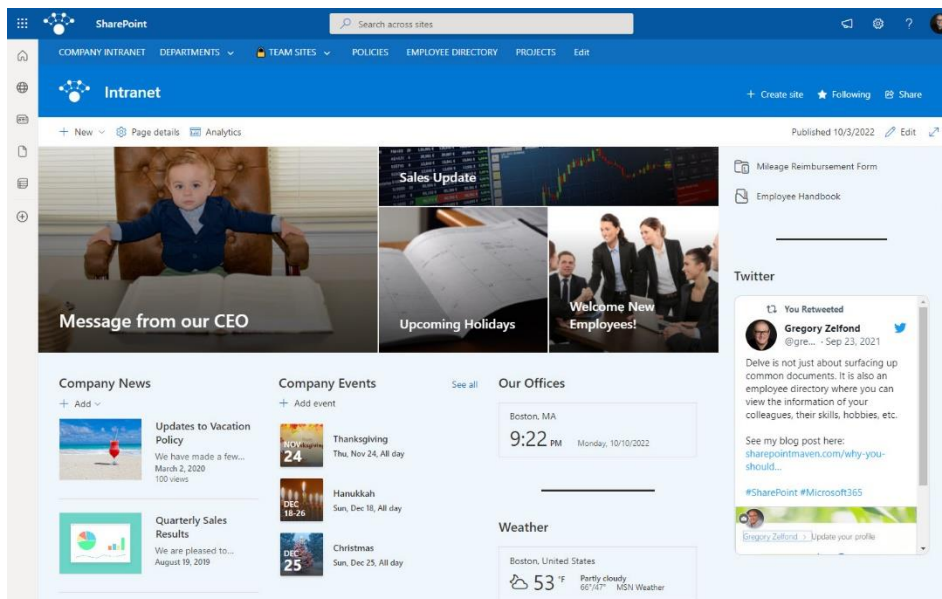 SharePoint
Search across sites
?
COMPANY INTRANET DEPARTMENTS TEAM SITES POLICIES EMPLOYEE DIRECTORY PROJECTS Edit
Intranet
+ Create site Following Share
+ New Page details Analytics
Published 10/3/2022 Edit
Message from our CEO
Sales Update
Upcoming Holidays
Welcome New
Employees!
Mileage Reimbursement Form
Employee Handbook
Twitter
You Retweeted
Gregory Zelfond
@gre... · Sep 23, 2021
Delve is not just about surfacing up
common documents. It is also an
employee directory where you can
view the information of your
colleagues, their skills, hobbies, etc.
See my blog post here:
sharepointmaven.com/why-you-
should...
#SharePoint #Microsoft365
Gregory Zelfond > Update your profile
Company News
+ Add
Updates to Vacation
Policy
We have made a few...
March 2, 2020
100 views
Quarterly Sales
Results
We are pleased to...
August 19, 2019
Company Events See all
+ Add event
NOV
24
Thanksgiving
Thu, Nov 24, All day
DEC
18-26
Hanukkah
Sun, Dec 18, All day
DEC
25
Christmas
Sun, Dec 25, All day
Our Offices
Boston, MA
9:22 PM Monday, 10/10/2022
Weather
Boston, United States
53 °F Partly cloudy
66°/47° MSN Weather